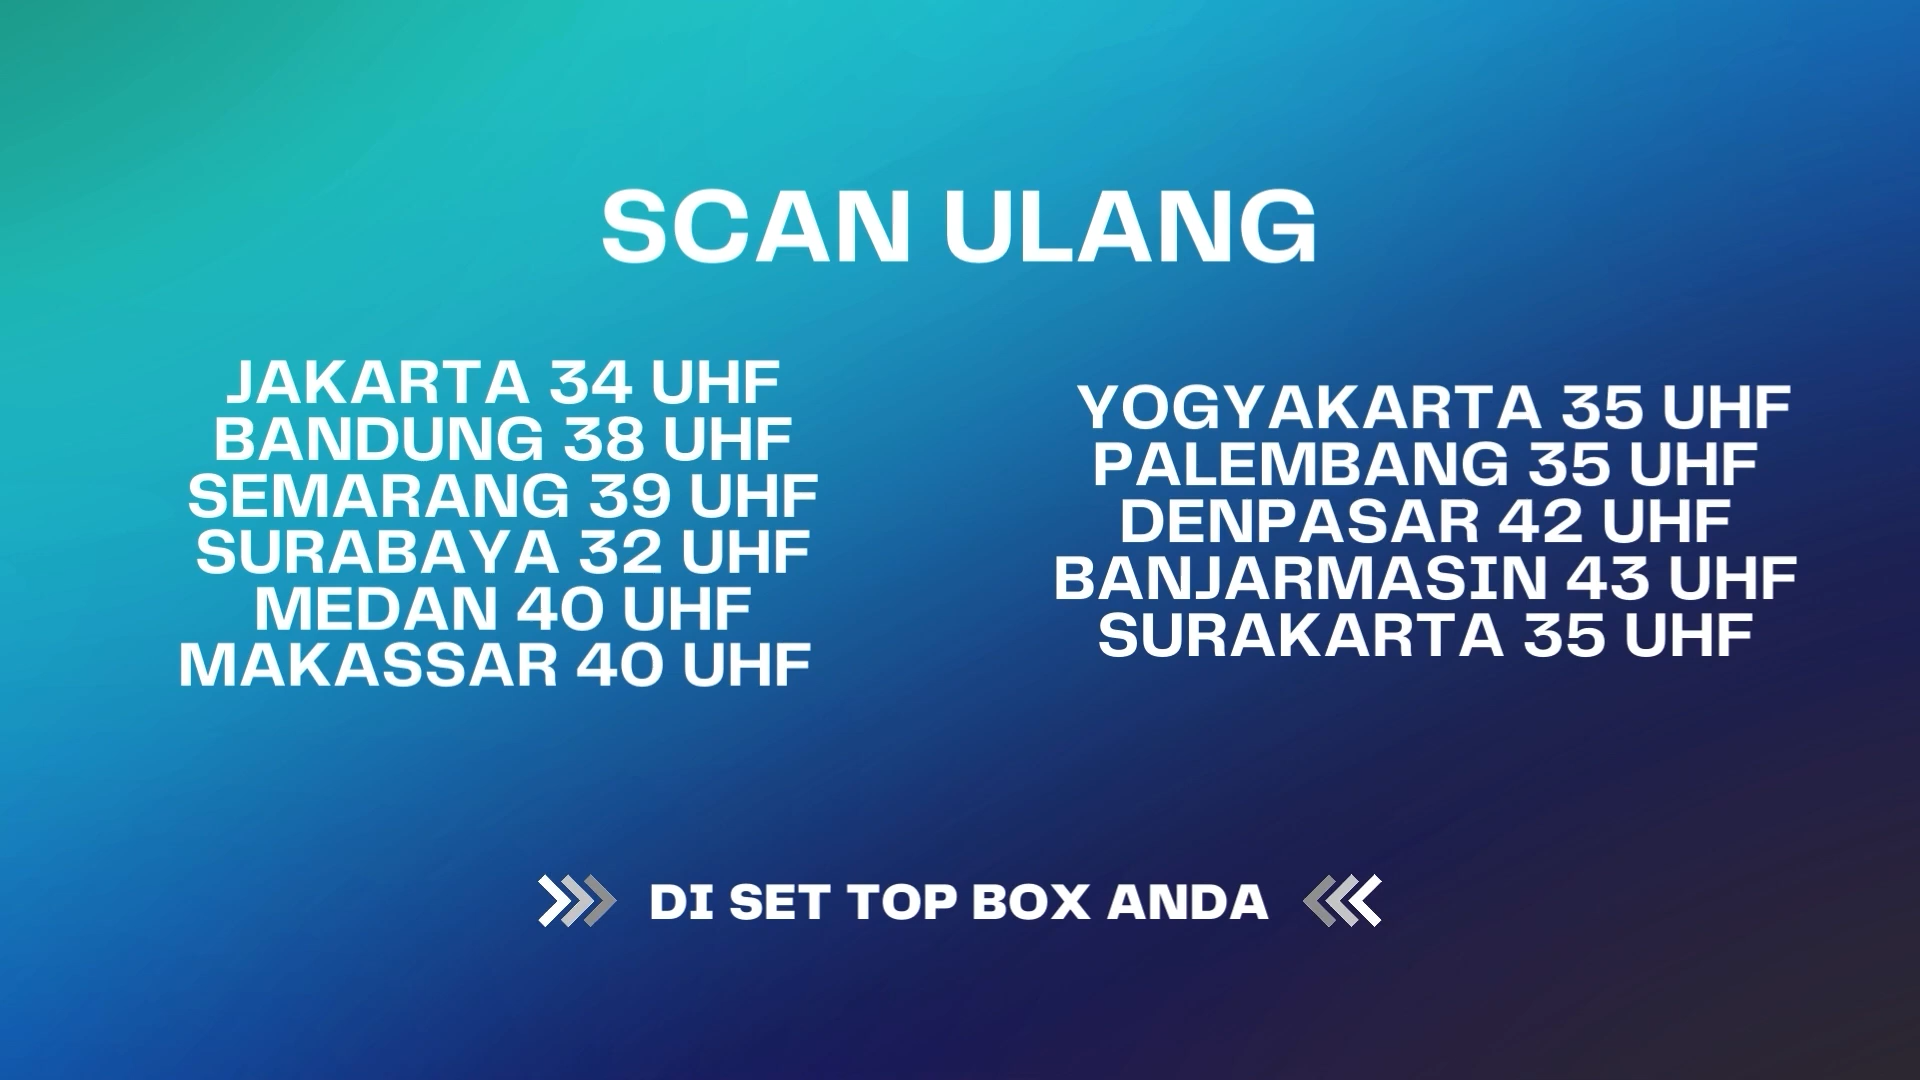 SCAN ULANG
JAKARTA 34 UHF
BANDUNG 38 UHF
SEMARANG 39 UHF
SURABAYA 32 UHF
MEDAN 40 UHF
MAKASSAR 40 UHF
YOGYAKARTA 35 UHF
PALEMBANG 35 UHF
DENPASAR 42 UHF
BANJARMASIN 43 UHF
SURAKARTA 35 UHF
DI SET TOP BOX ANDA